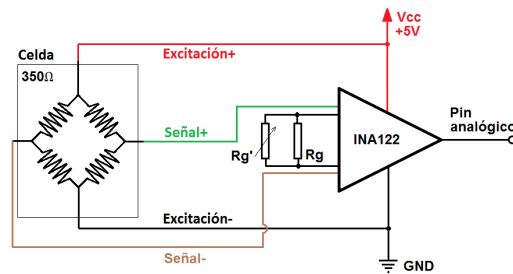 Vcc
+5V
Celda
350Ω
Excitación+
Señal+
Rg'
Rg
INA122
Pin
analógico
Excitación-
Señal-
GND